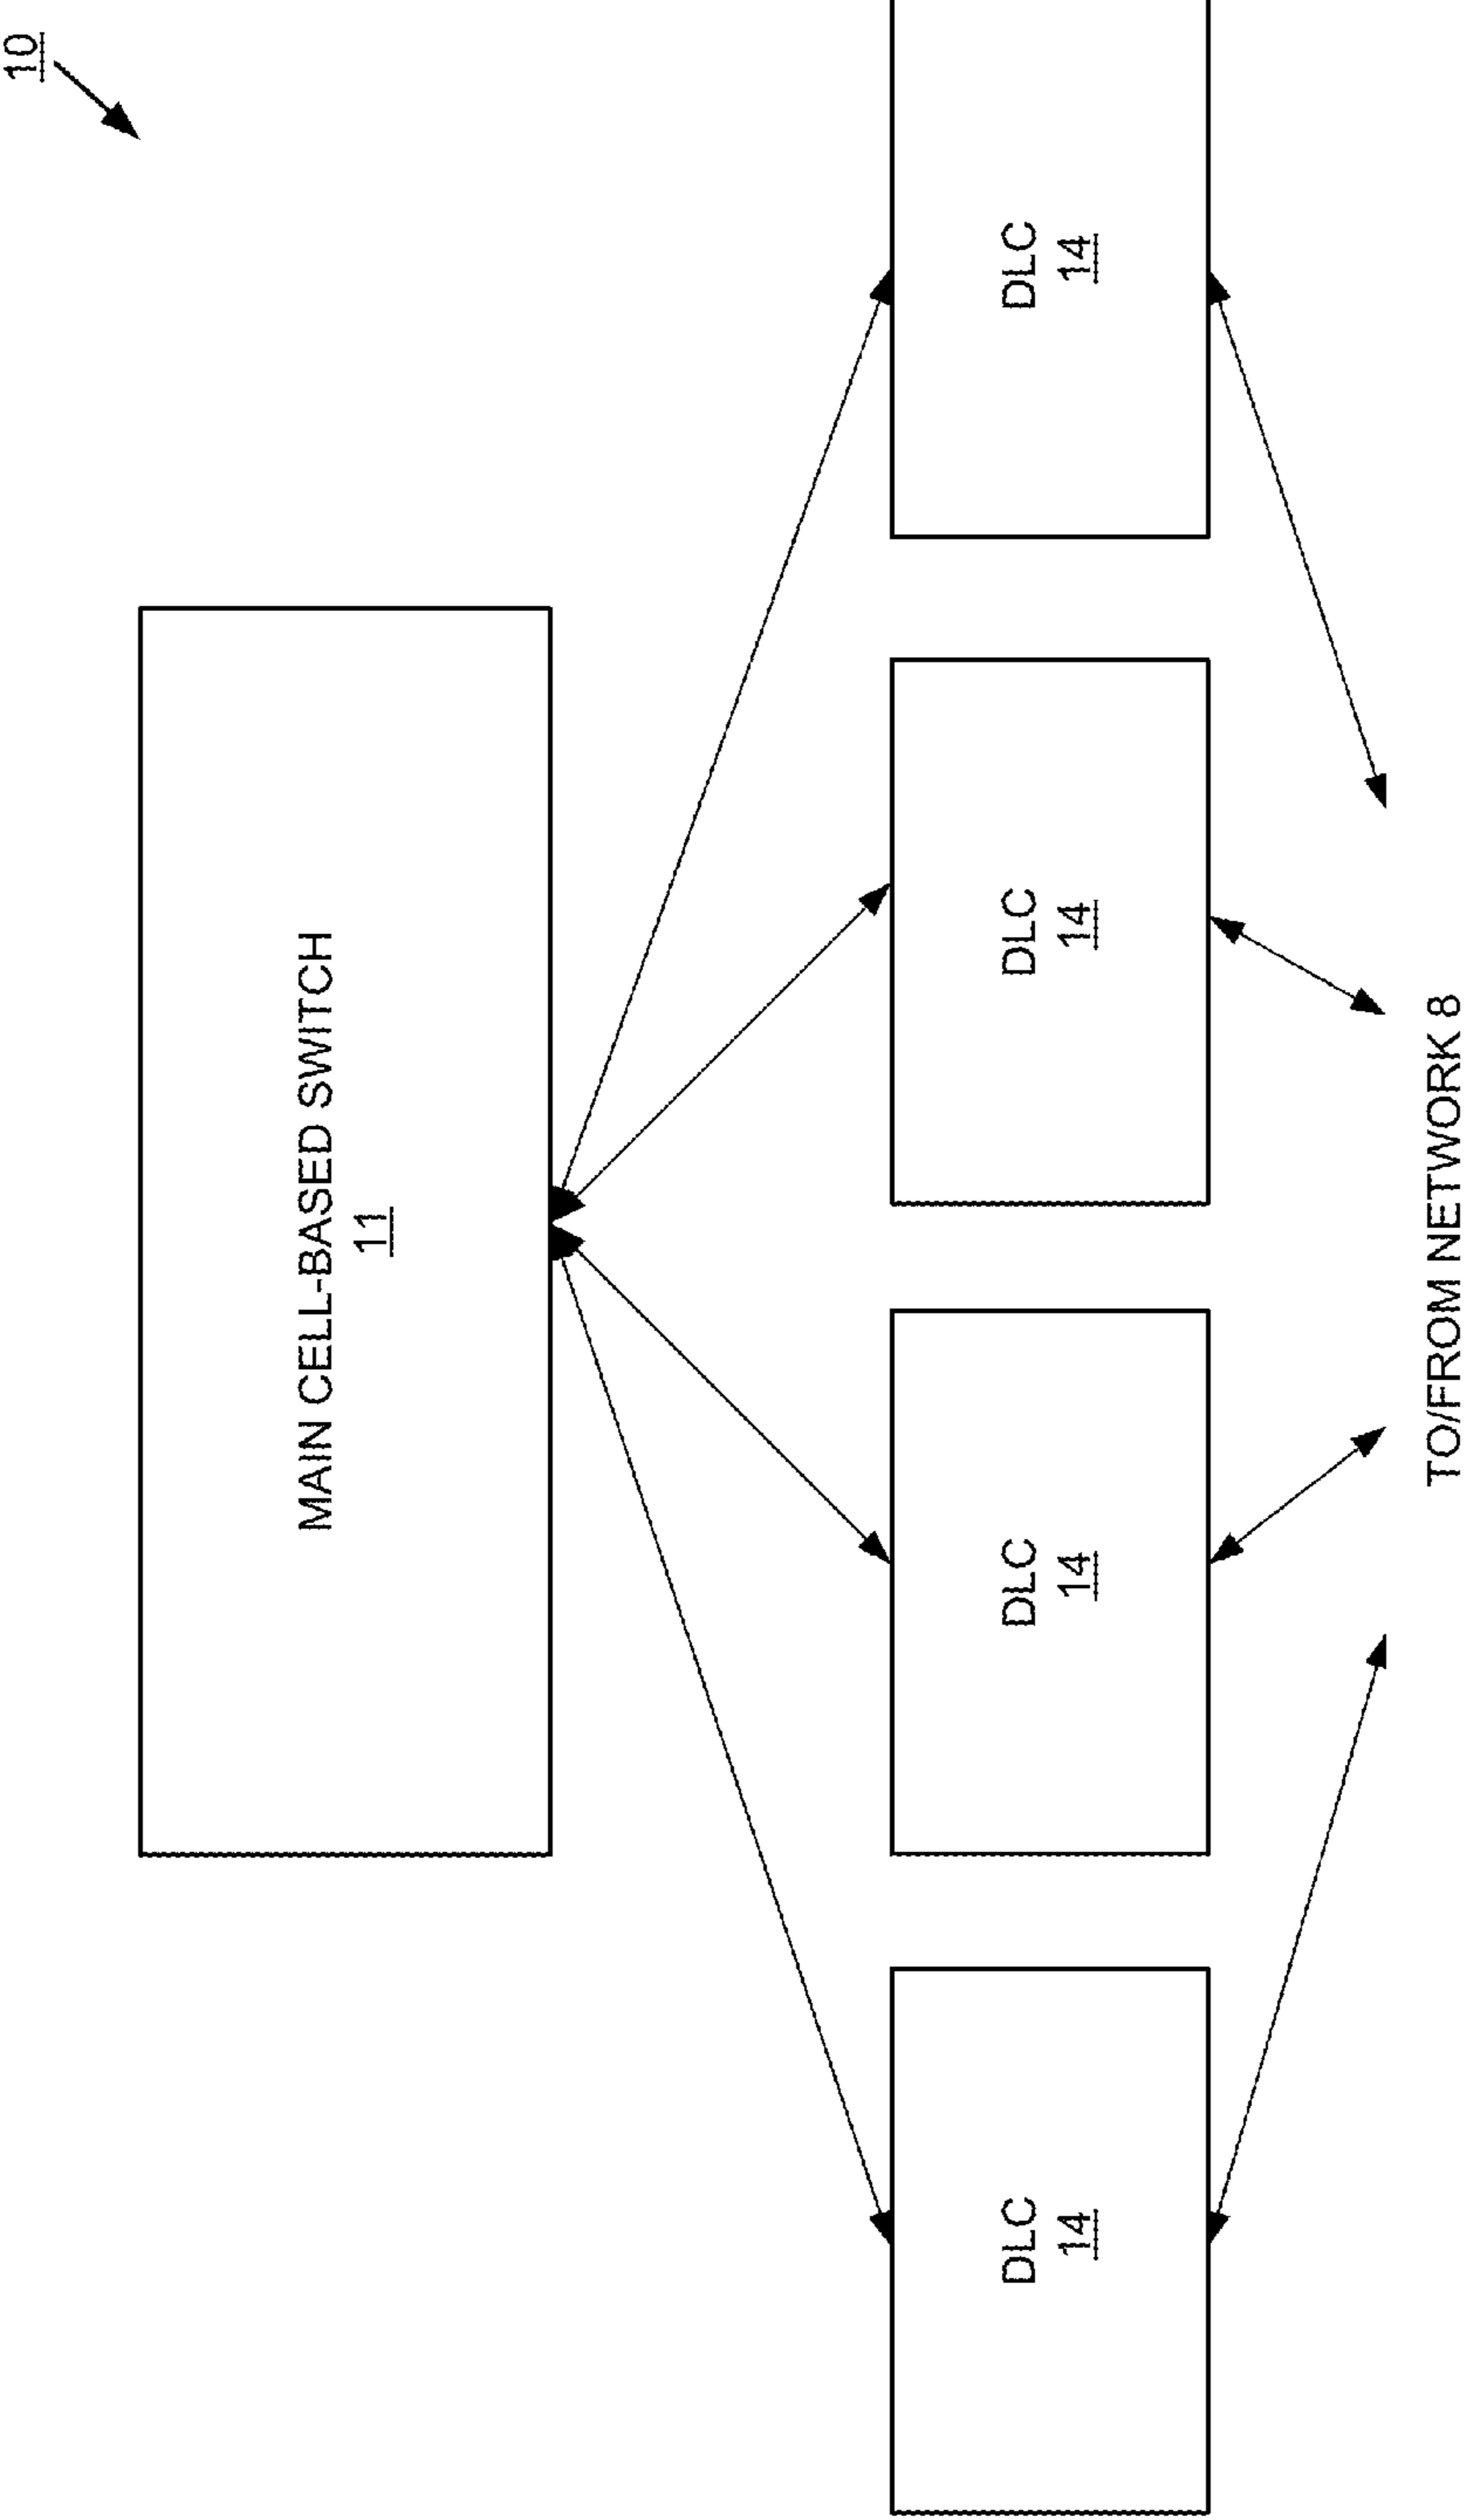 10
MAIN CELL-BASED SWITCH
11
DLC
14
DLC
14
DLC
14
DLC
14
TO/FROM NETWORK 8